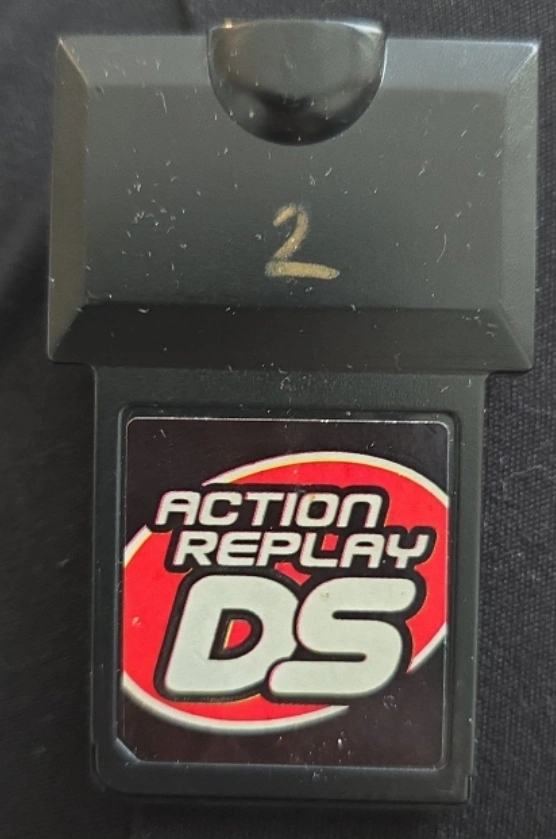 2
ACTION
REPLAY
DS